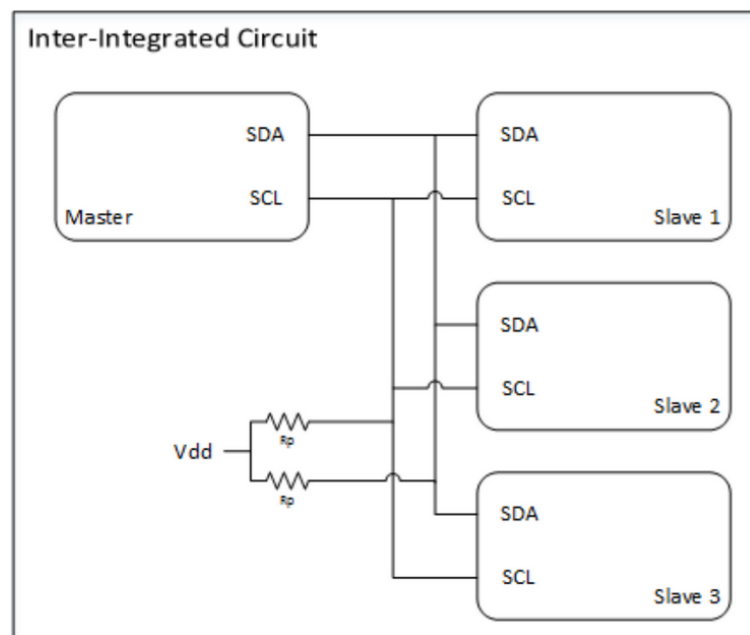 Inter-Integrated Circuit
SDA
SCL
Master
SDA
SCL
Slave 1
SDA
SCL
Slave 2
Vdd
Rp
Rp
SDA
SCL
Slave 3